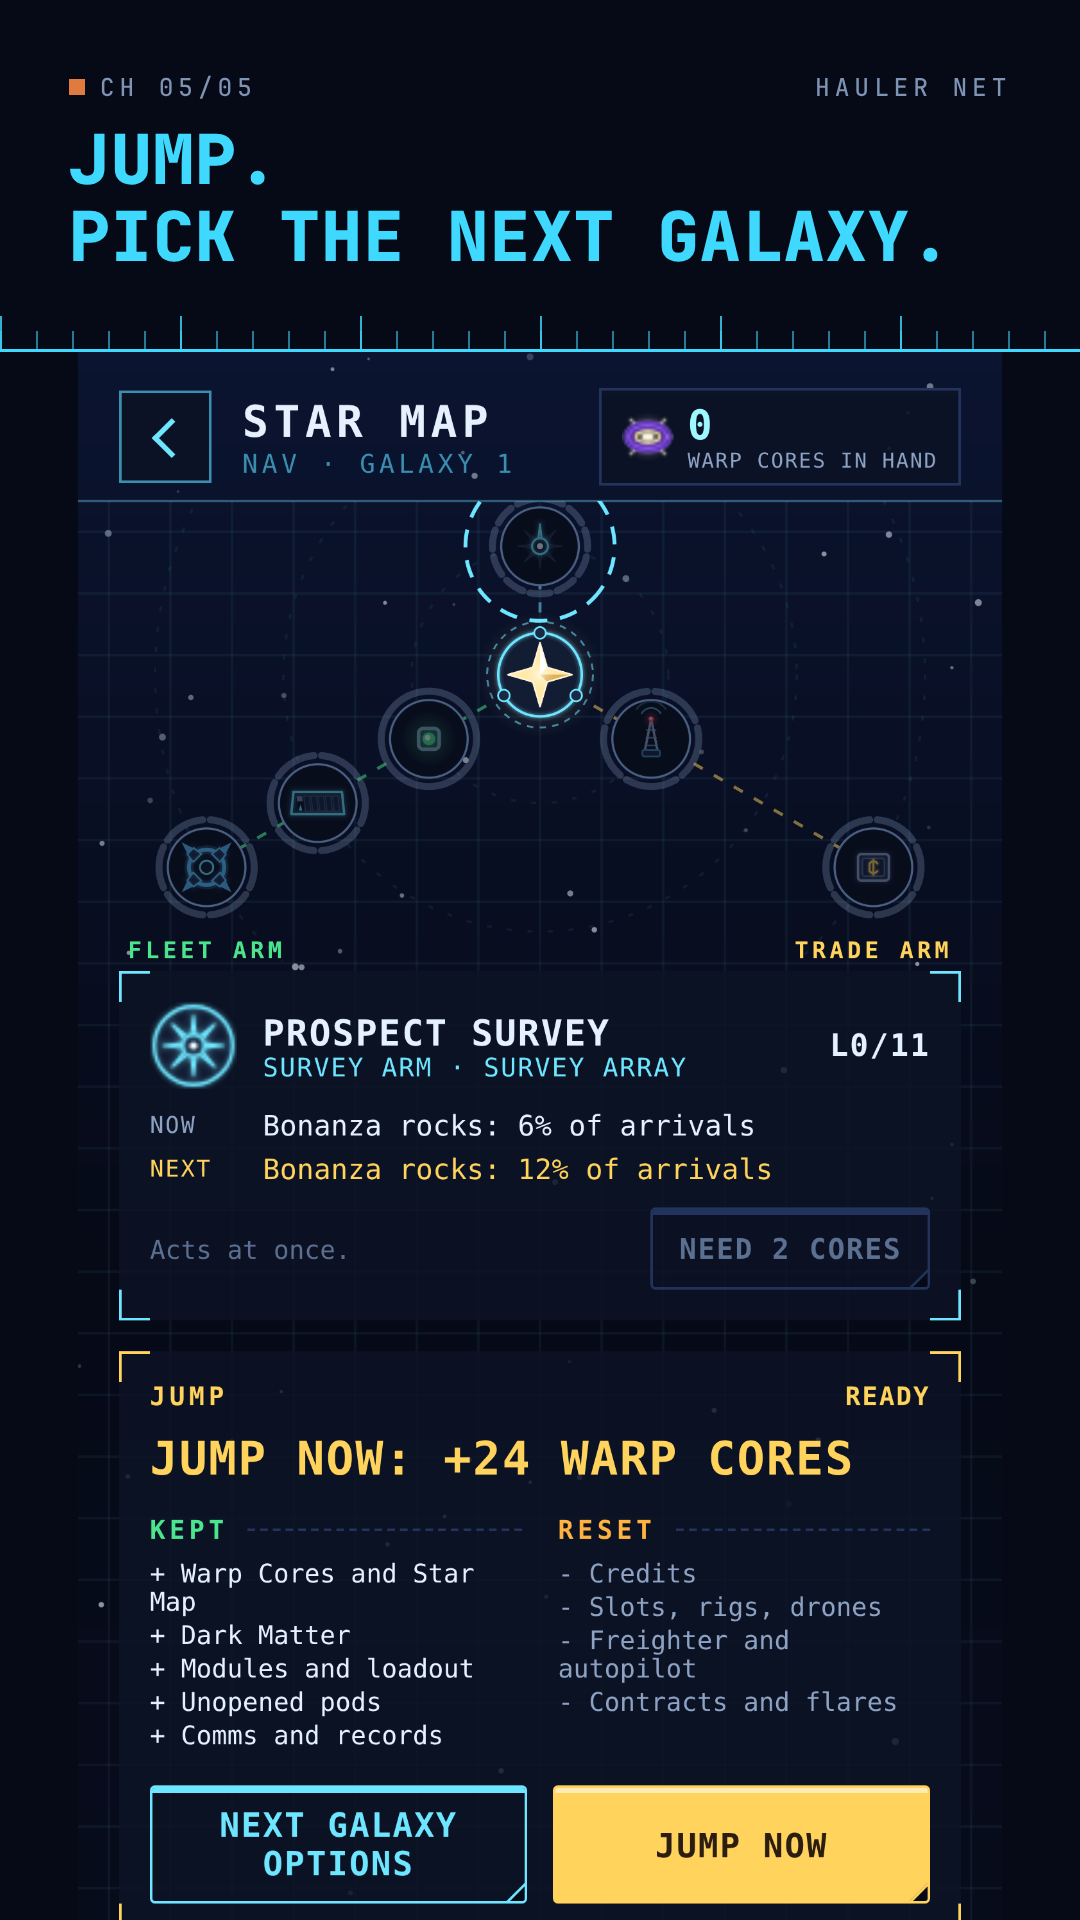 CH 05/05
HAULER NET
JUMP.
PICK THE NEXT GALAXY.
STAR MAP
NAV · GALAXY 1
0
WARP CORES IN HAND
FLEET ARM
TRADE ARM
PROSPECT SURVEY
SURVEY ARM · SURVEY ARRAY
L0/11
NOW Bonanza rocks: 6% of arrivals
NEXT Bonanza rocks: 12% of arrivals
Acts at once.
NEED 2 CORES
JUMP
READY
JUMP NOW: +24 WARP CORES
KEPT
+ Warp Cores and Star
Map
+ Dark Matter
+ Modules and loadout
+ Unopened pods
+ Comms and records
RESET
- Credits
- Slots, rigs, drones
- Freighter and
autopilot
- Contracts and flares
NEXT GALAXY
OPTIONS
JUMP NOW